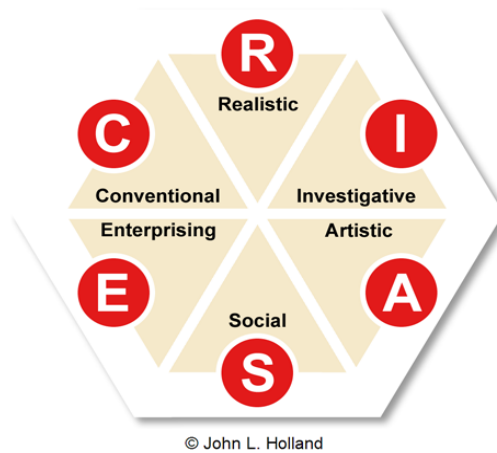 R
Realistic
C
I
Conventional
Investigative
Enterprising
Artistic
E
A
Social
S
© John L. Holland